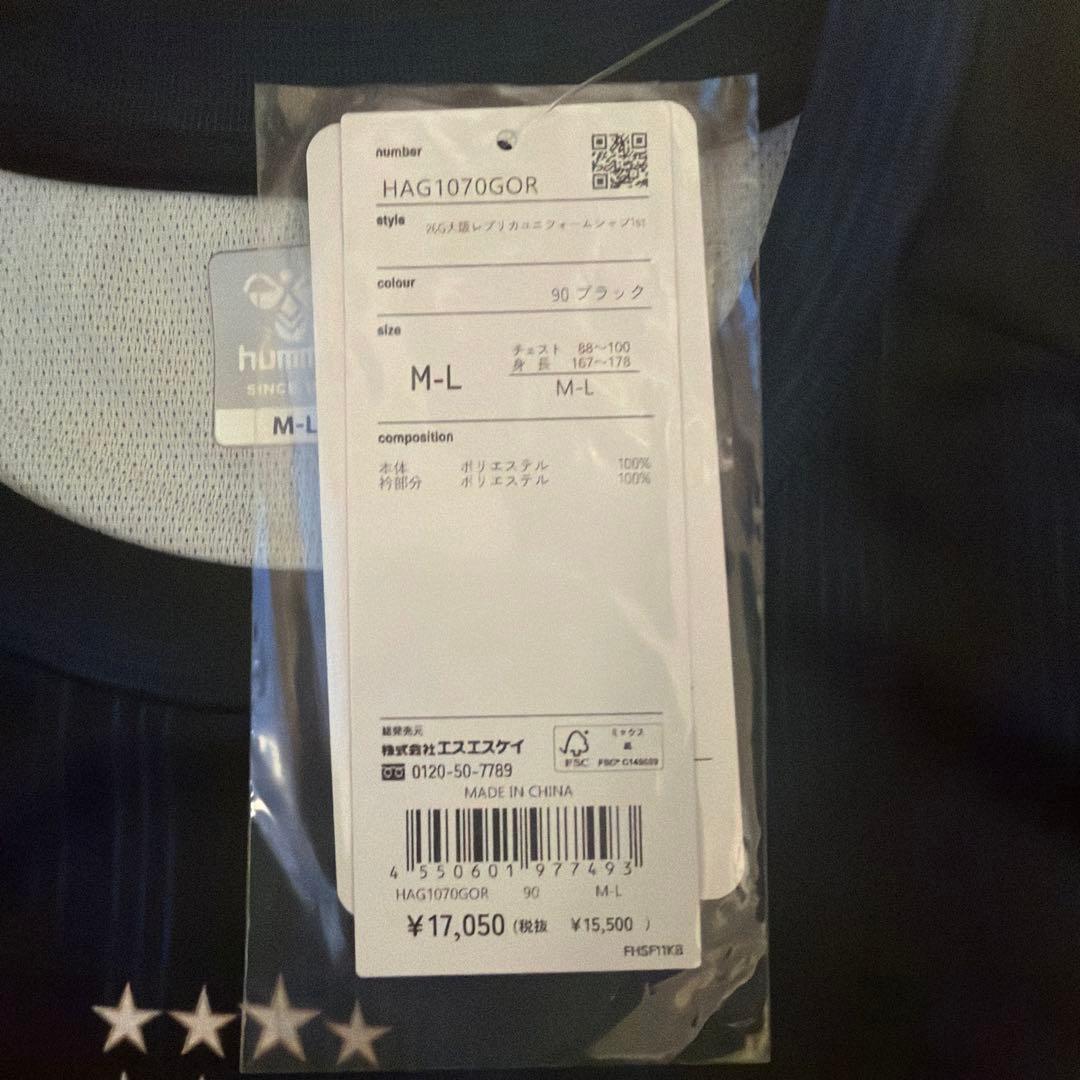 number
HAG1070GOR
style
26G大阪レプリカユニフォームシャツ1st
colour
90 ブラック
size
M-L
チェスト 88〜100
身長 167〜178
M-L
composition
本体 ポリエステル 100%
衿部分 ポリエステル 100%
総発売元
株式会社エスエスケイ
0120-50-7789
ミックス
FSC
MADE IN CHINA
4 550601 977493
HAG1070GOR 90 M-L
¥17,050 (税抜 ¥15,500 )
FHSF11KB
SINCE
M-L